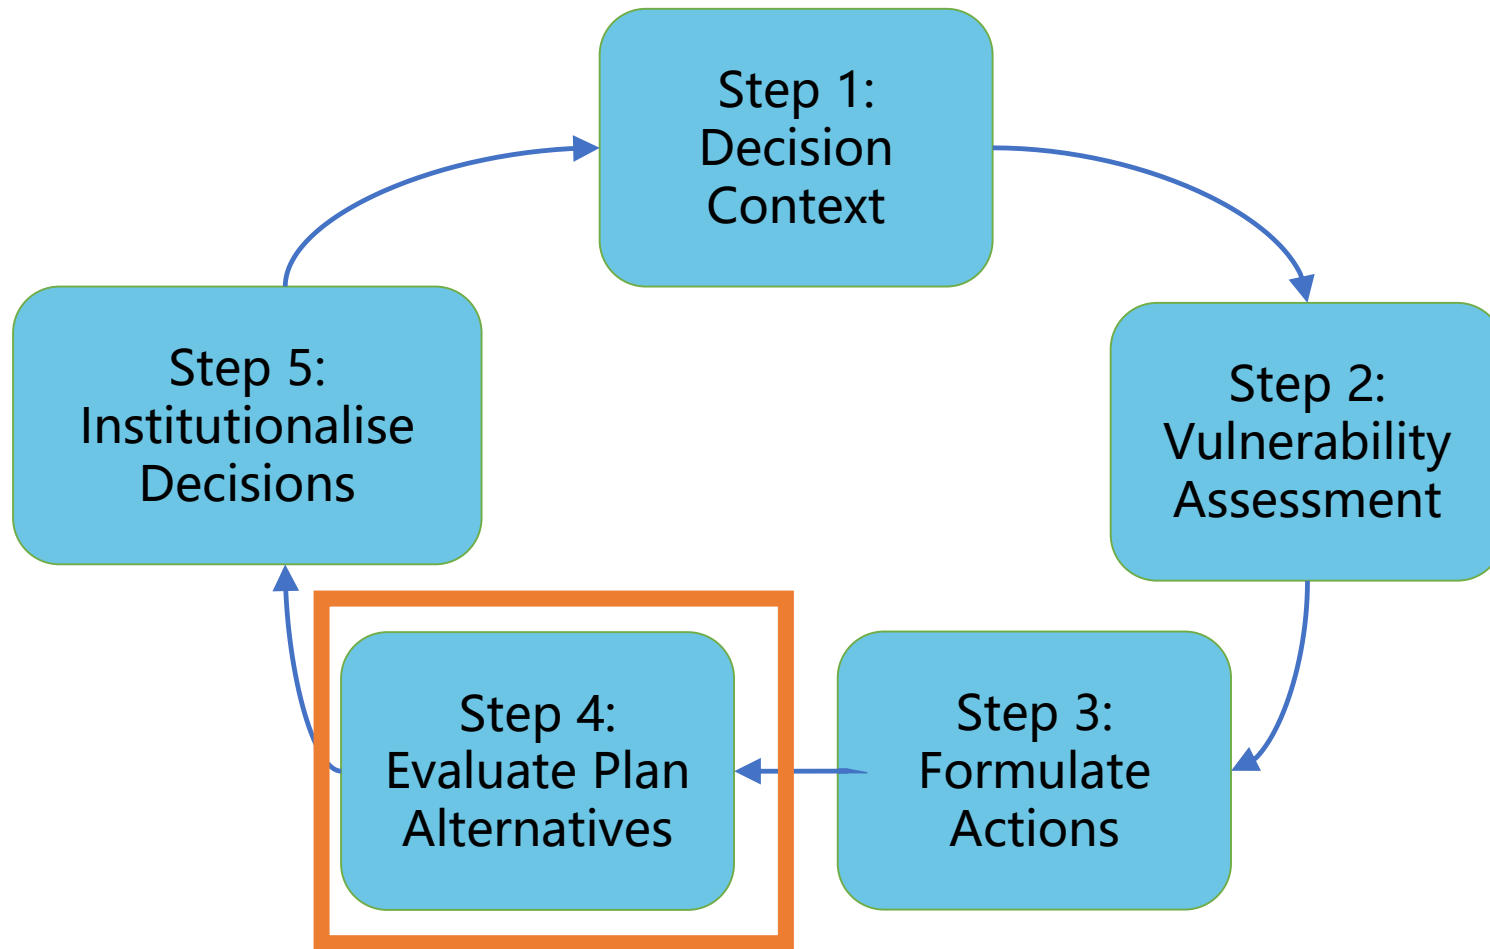 Step 1:
Decision
Context
Step 2:
Vulnerability
Assessment
Step 3:
Formulate
Actions
Step 4:
Evaluate Plan
Alternatives
Step 5:
Institutionalise
Decisions